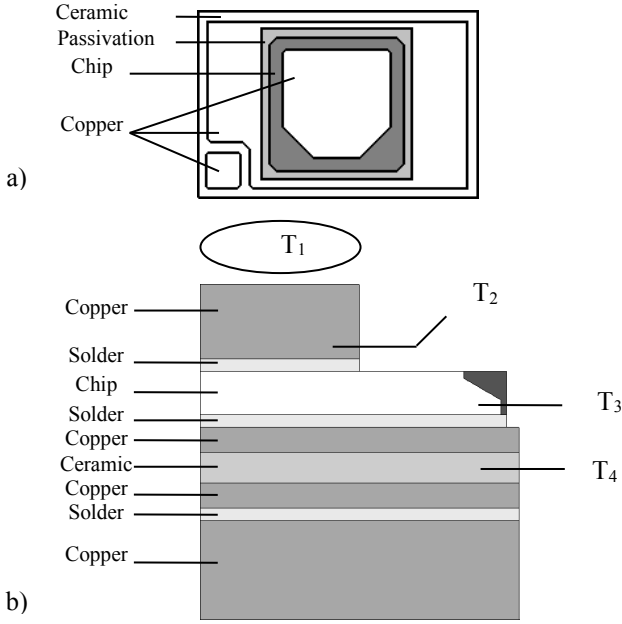 Ceramic
Passivation
Chip
Copper
a)
T₁
Copper
T₂
Solder
Chip
T₃
Solder
Copper
Ceramic
T₄
Copper
Solder
Copper
b)